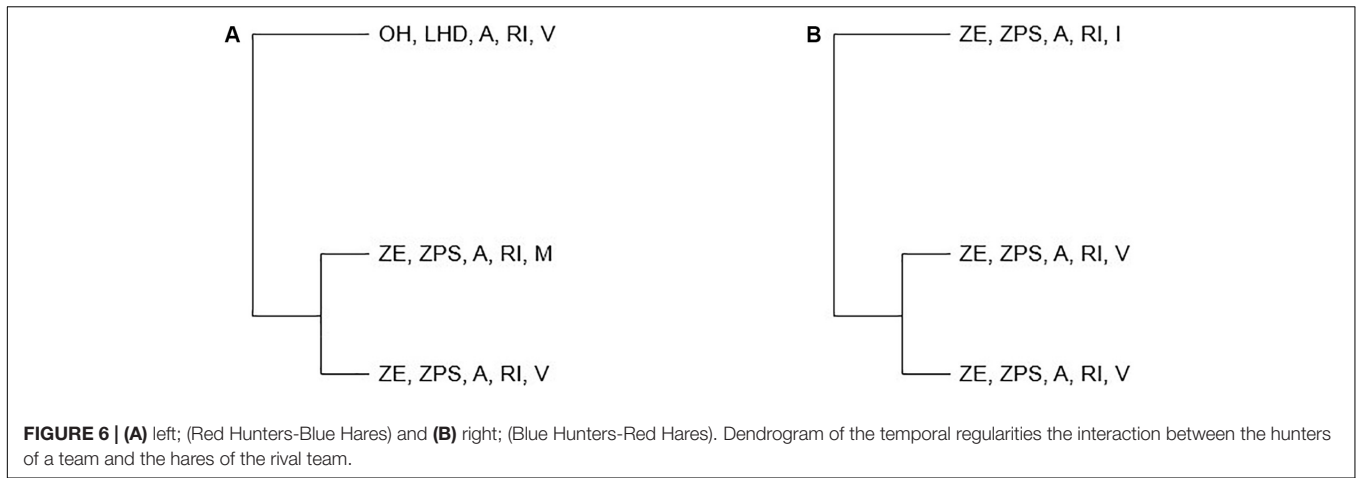 A
OH, LHD, A, RI, V
ZE, ZPS, A, RI, M
ZE, ZPS, A, RI, V
B
ZE, ZPS, A, RI, I
ZE, ZPS, A, RI, V
ZE, ZPS, A, RI, V
FIGURE 6 | (A) left; (Red Hunters-Blue Hares) and (B) right; (Blue Hunters-Red Hares). Dendrogram of the temporal regularities the interaction between the hunters
of a team and the hares of the rival team.